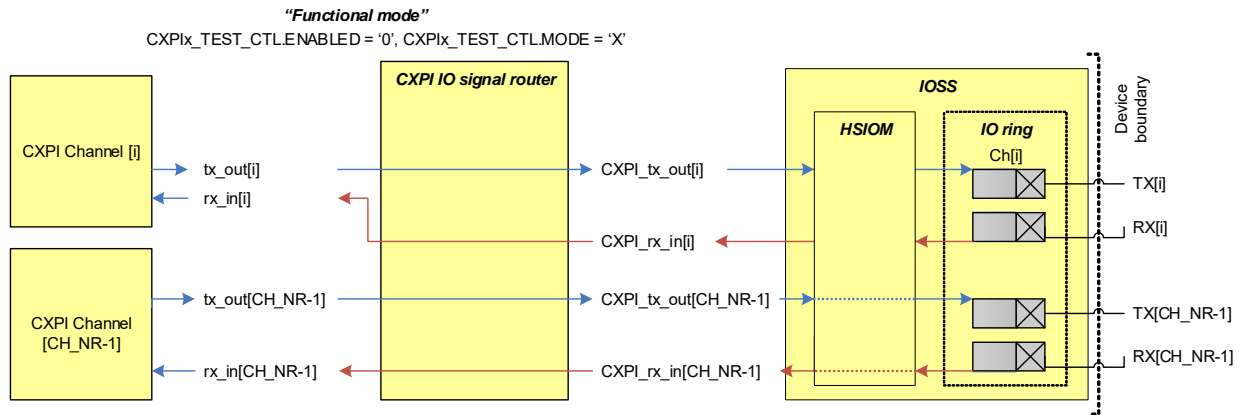 “Functional mode”
CXPIx_TEST_CTL.ENABLED = ‘0’, CXPIx_TEST_CTL.MODE = ‘X’
CXPI Channel [i]
tx_out[i]
rx_in[i]
CXPI Channel
[CH_NR-1]
tx_out[CH_NR-1]
rx_in[CH_NR-1]
CXPI IO signal router
CXPI_tx_out[i]
CXPI_rx_in[i]
CXPI_tx_out[CH_NR-1]
CXPI_rx_in[CH_NR-1]
IOSS
HSIOM
IO ring
Ch[i]
Device
boundary
TX[i]
RX[i]
TX[CH_NR-1]
RX[CH_NR-1]